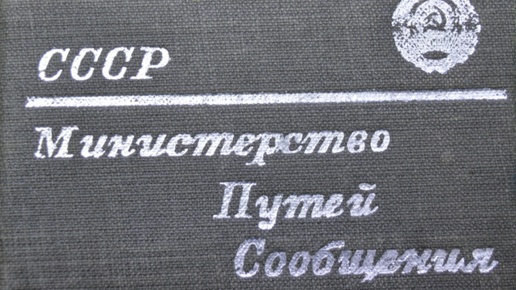 СССР
Министерство
Путей
Сообщения